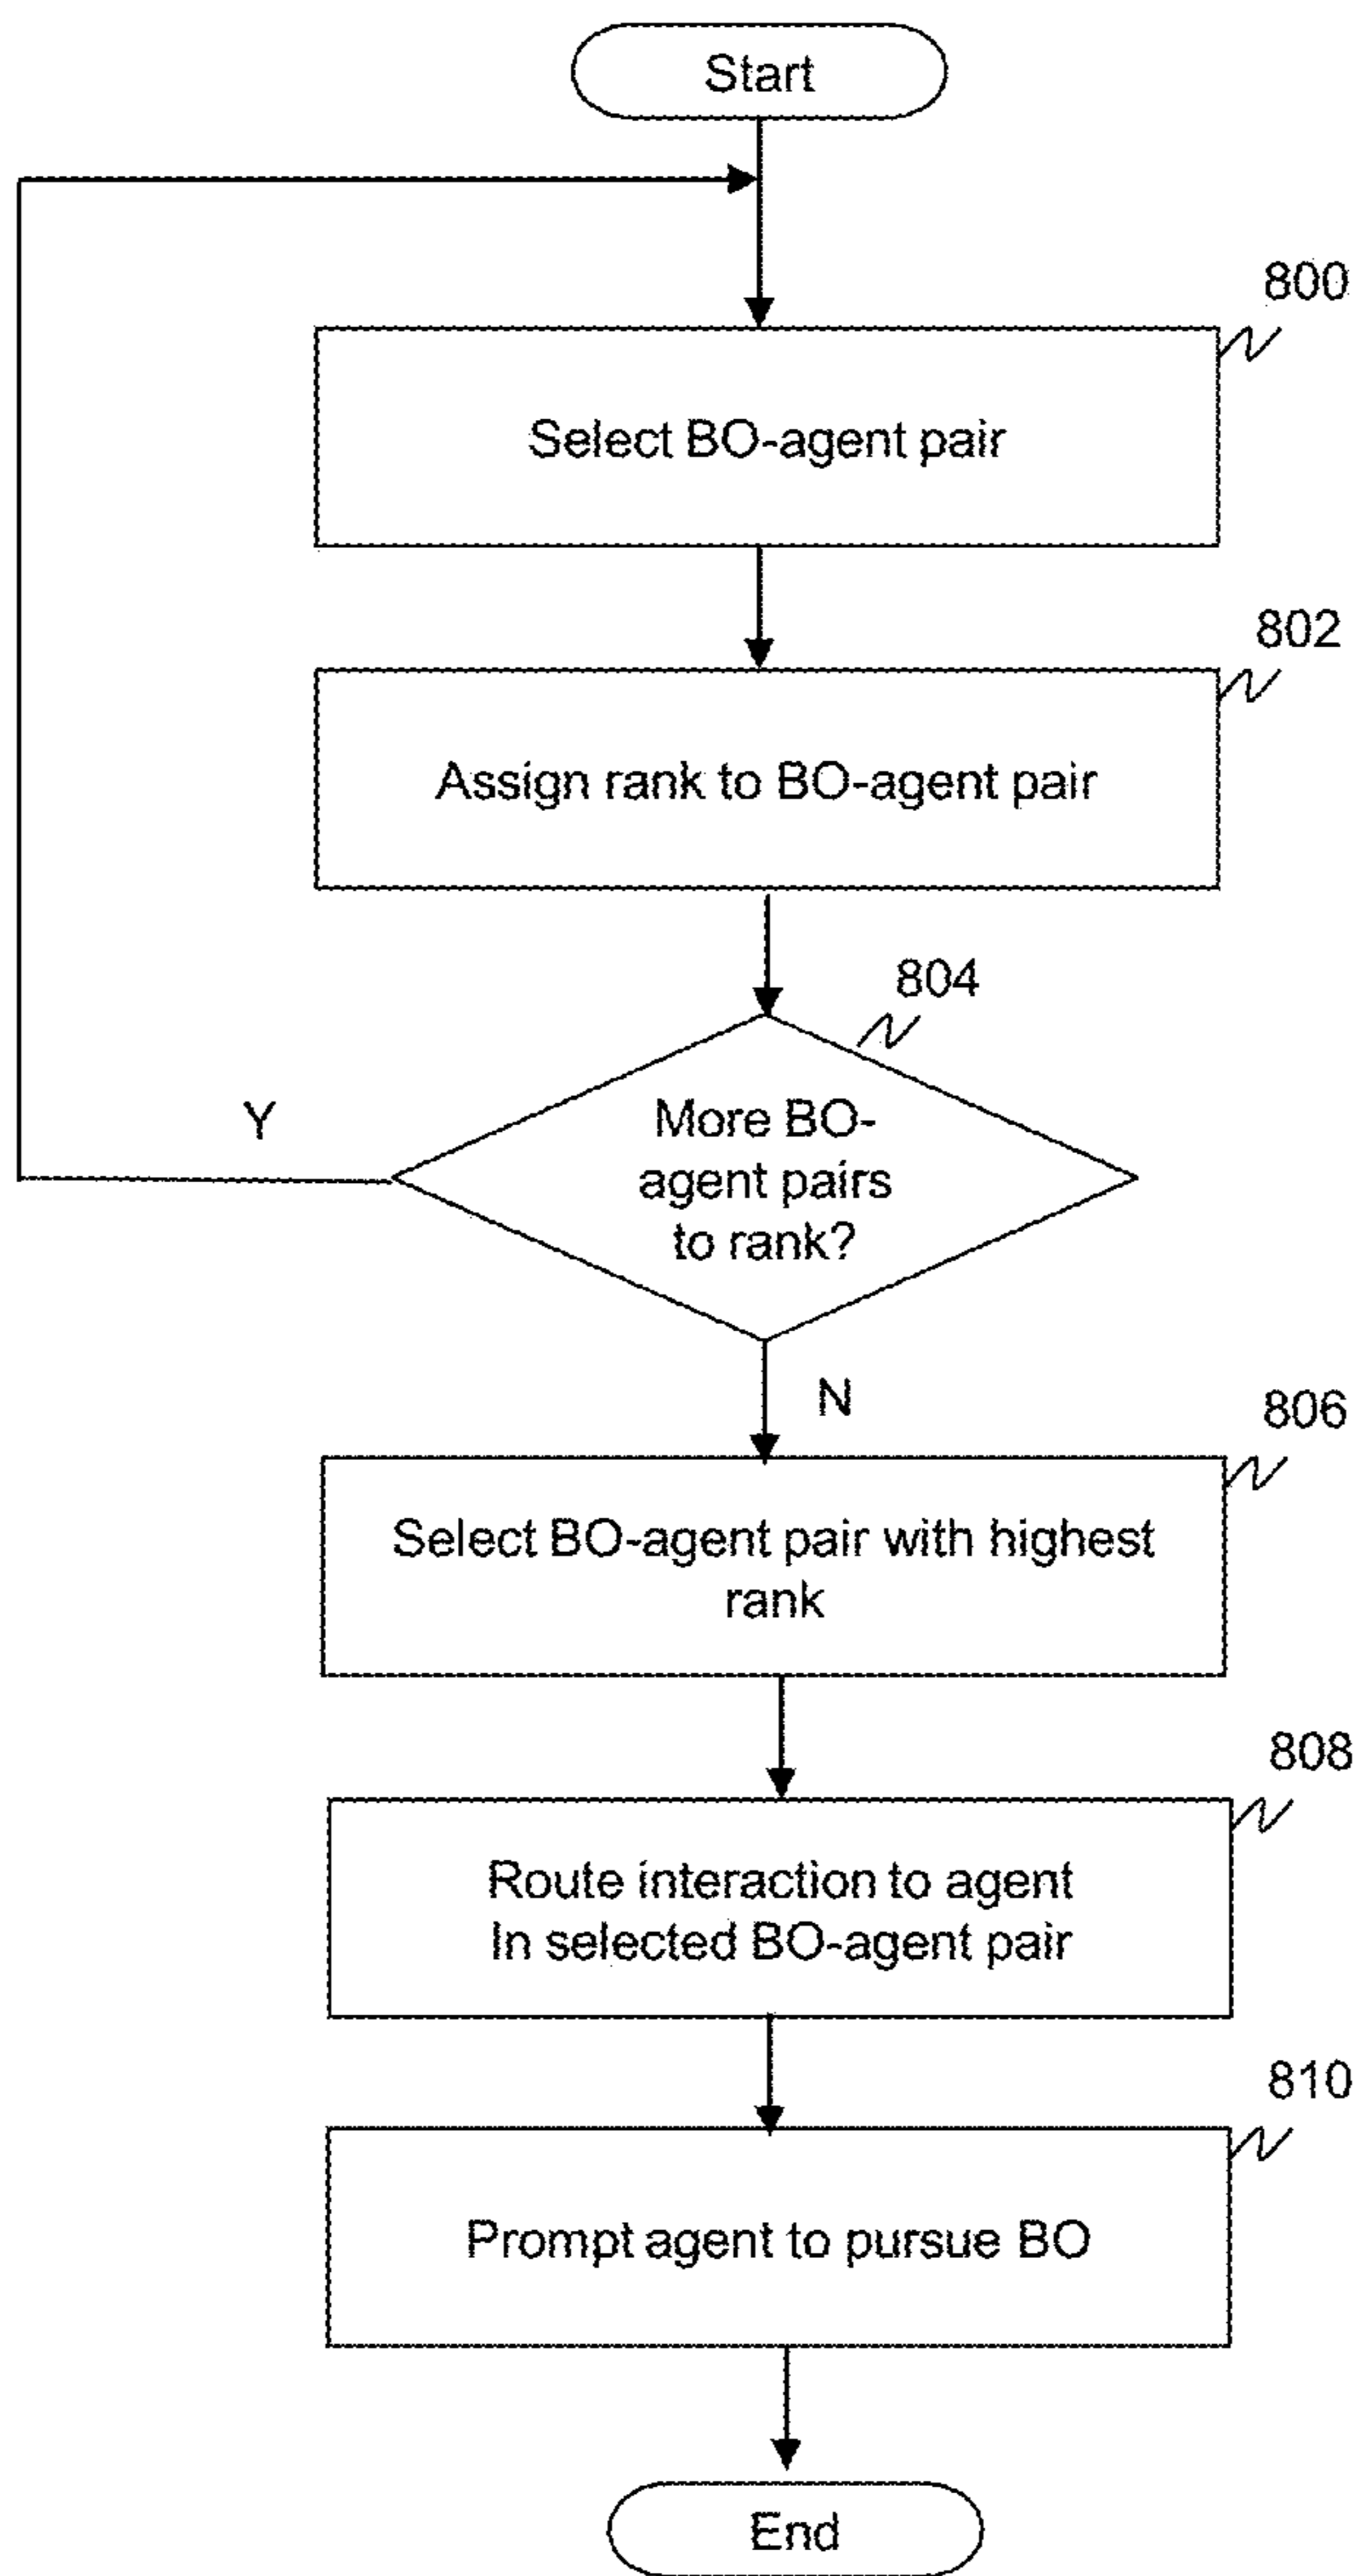 Start
800
Select BO-agent pair
802
Assign rank to BO-agent pair
804
More BO-
agent pairs
to rank?
Y
N
806
Select BO-agent pair with highest
rank
808
Route interaction to agent
In selected BO-agent pair
810
Prompt agent to pursue BO
End